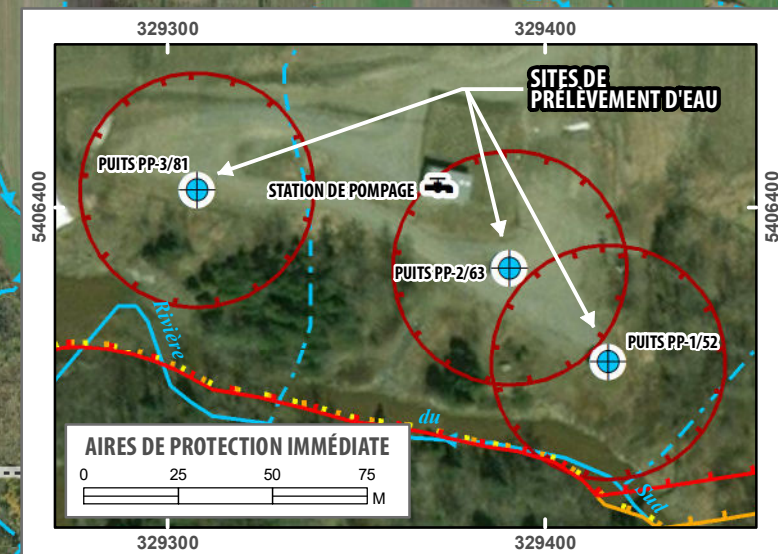 329300
329400
SITES DE
PRÉLÈVEMENT D'EAU
PUITS PP-3/81
STATION DE POMPAGE
5406400
5406400
PUITS PP-2/63
Rivière
PUITS PP-1/52
du
Sud
AIRES DE PROTECTION IMMÉDIATE
0 25 50 75
M
329300
329400